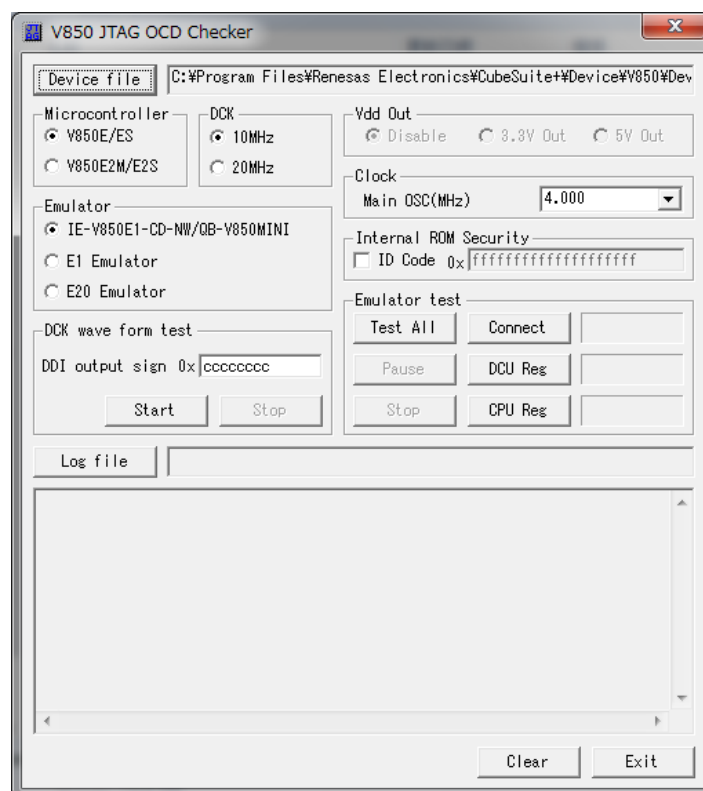 V850 JTAG OCD Checker
Device file C:¥Program Files¥Renesas Electronics¥CubeSuite+¥Device¥V850¥Dev
Microcontroller
V850E/ES
V850E2M/E2S
DCK
10MHz
20MHz
Vdd Out
Disable 3.3V Out 5V Out
Clock
Main OSC(MHz) 4.000
Emulator
IE-V850E1-CD-NW/QB-V850MINI
E1 Emulator
E20 Emulator
Internal ROM Security
ID Code 0x ffffffffffffffffffff
DCK wave form test
DDI output sign 0x cccccccc
Start Stop
Emulator test
Test All Connect
Pause DCU Reg
Stop CPU Reg
Log file
Clear Exit